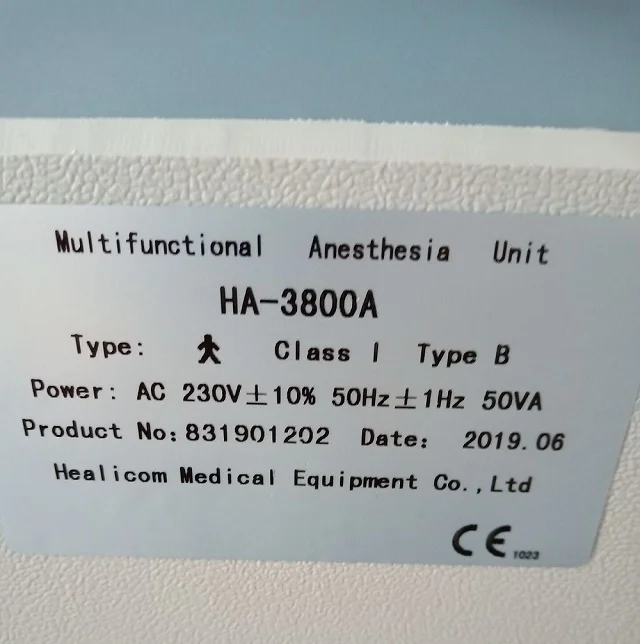 Multifunctional Anesthesia Unit
HA-3800A
Type: Class I Type B
Power: AC 230V±10% 50Hz±1Hz 50VA
Product No:831901202 Date: 2019.06
Healicom Medical Equipment Co.,Ltd
CE 1023